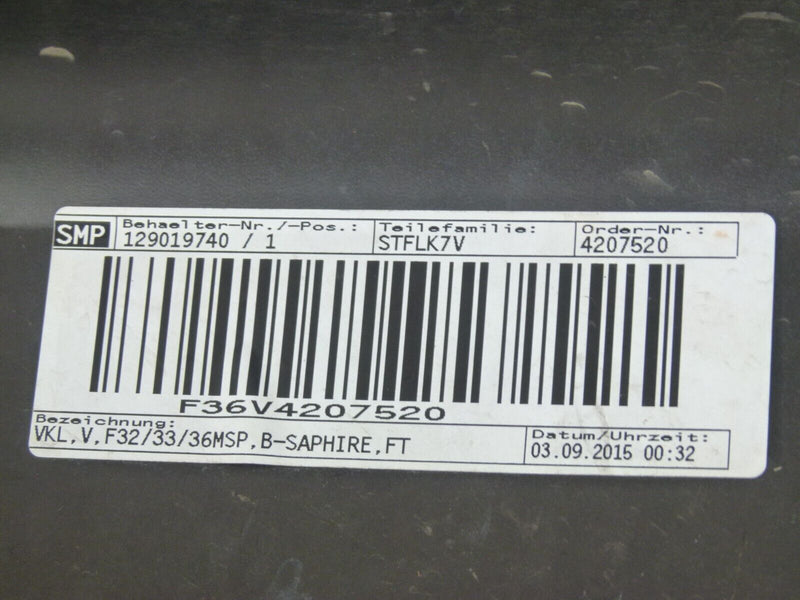 SMP
Behaelter-Nr./-Pos.: Teilefamilie: Order-Nr.:
129019740 / 1 STFLK7V 4207520
F36V4207520
Bezeichnung:
VKL,V,F32/33/36MSP,B-SAPHIRE,FT
Datum/Uhrzeit:
03.09.2015 00:32